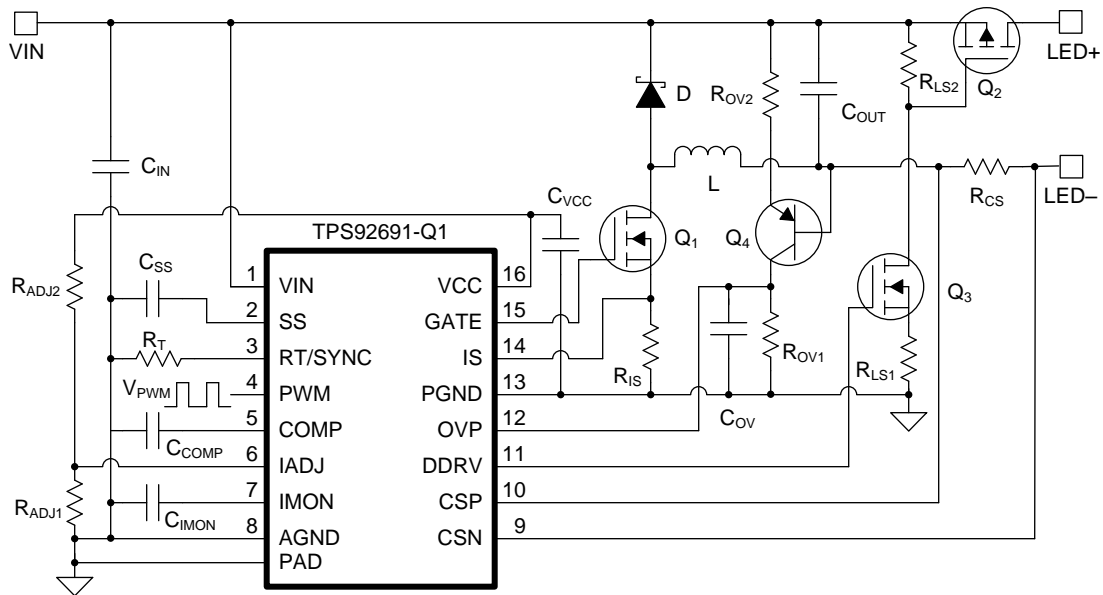 VIN
LED+
D
ROV2
COUT
RLS2
Q2
CIN
L
RCS
LED–
CVCC
TPS92691-Q1
Q1
Q4
Q3
RADJ2
CSS
1 VIN
VCC 16
2 SS
GATE 15
RT
3 RT/SYNC
IS 14
RIS
ROV1
RLS1
VPWM
4 PWM
PGND 13
COV
5 COMP
OVP 12
CCOMP
6 IADJ
DDRV 11
RADJ1
7 IMON
CSP 10
CIMON
8 AGND
CSN 9
PAD